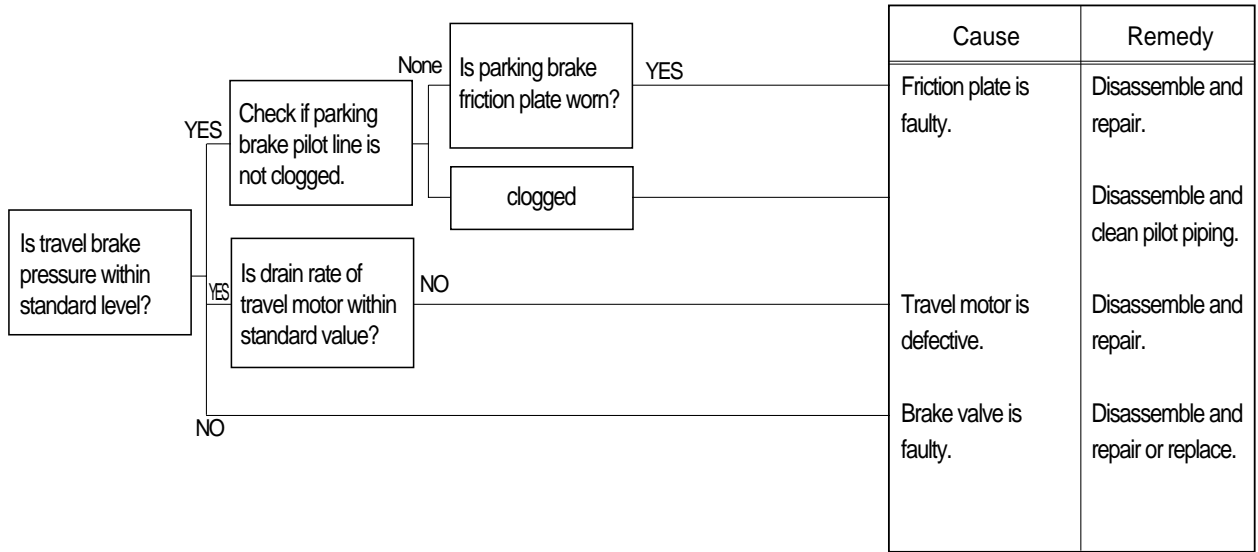 Is travel brake
pressure within
standard level?
YES
Check if parking
brake pilot line is
not clogged.
None
Is parking brake
friction plate worn?
YES
clogged
YES
Is drain rate of
travel motor within
standard value?
NO
NO
Cause
Remedy
Friction plate is
faulty.
Disassemble and
repair.
Disassemble and
clean pilot piping.
Travel motor is
defective.
Disassemble and
repair.
Brake valve is
faulty.
Disassemble and
repair or replace.